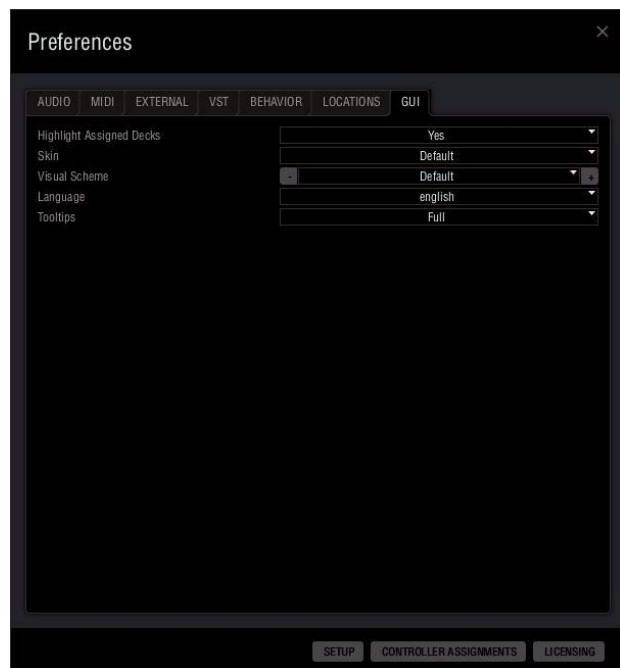 Preferences
AUDIO MIDI EXTERNAL VST BEHAVIOR LOCATIONS GUI
Highlight Assigned Decks Yes
Skin Default
Visual Scheme - Default +
Language english
Tooltips Full
SETUP CONTROLLER ASSIGNMENTS LICENSING